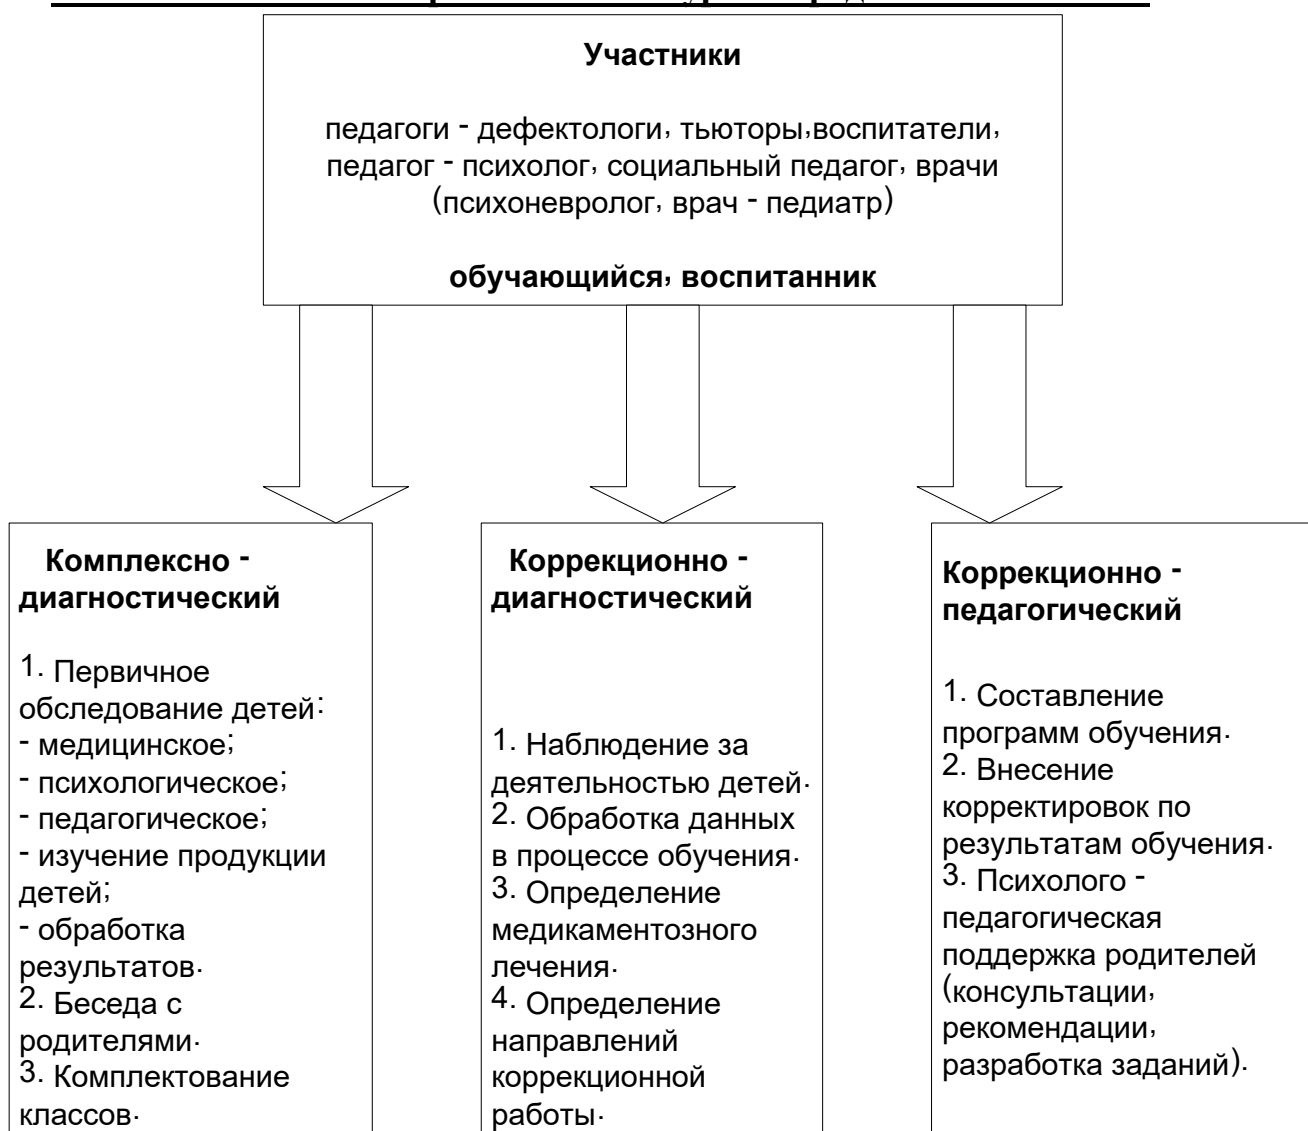 Участники
педагоги - дефектологи, тьюторы,воспитатели,
педагог - психолог, социальный педагог, врачи
(психоневролог, врач - педиатр)
обучающийся, воспитанник
Комплексно -
диагностический
1. Первичное
обследование детей:
- медицинское;
- психологическое;
- педагогическое;
- изучение продукции
детей;
- обработка
результатов.
2. Беседа с
родителями.
3. Комплектование
классов.
Коррекционно -
диагностический
1. Наблюдение за
деятельностью детей.
2. Обработка данных
в процессе обучения.
3. Определение
медикаментозного
лечения.
4. Определение
направлений
коррекционной
работы.
Коррекционно -
педагогический
1. Составление
программ обучения.
2. Внесение
корректировок по
результатам обучения.
3. Психолого -
педагогическая
поддержка родителей
(консультации,
рекомендации,
разработка заданий).